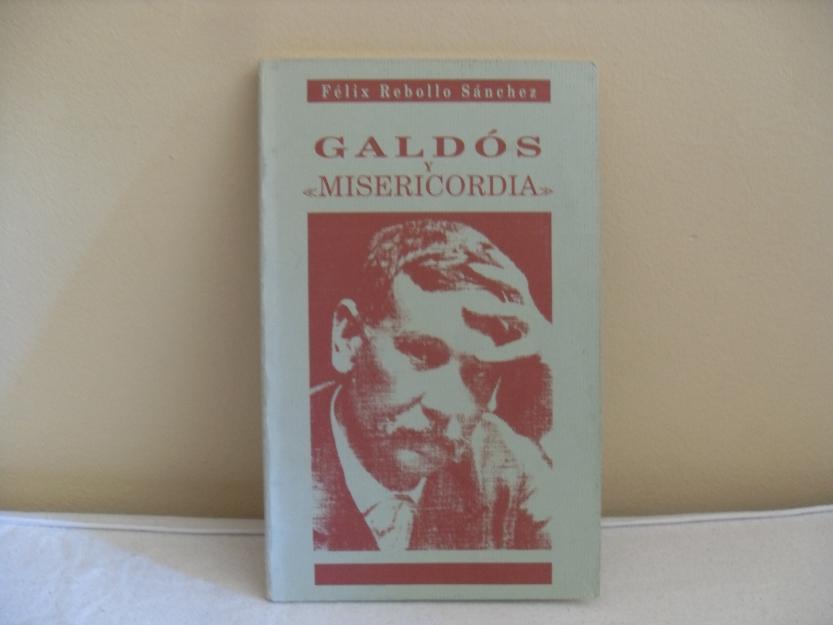 Félix Rebollo Sánchez
GALDÓS
Y
«MISERICORDIA»